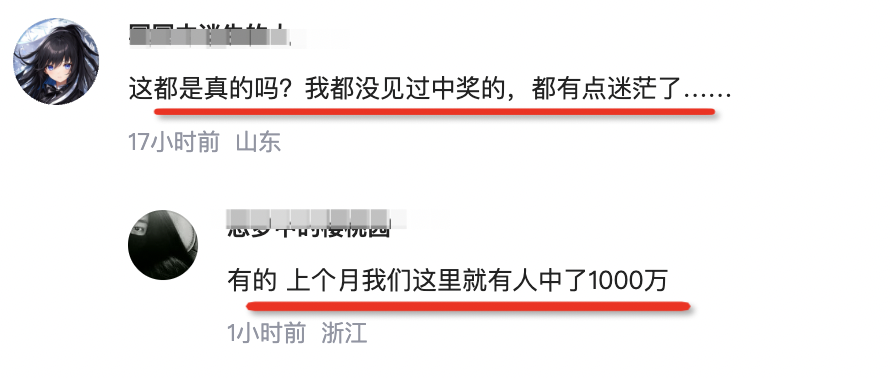 这都是真的吗？我都没见过中奖的，都有点迷茫了……
17小时前 山东
有的 上个月我们这里就有人中了1000万
1小时前 浙江